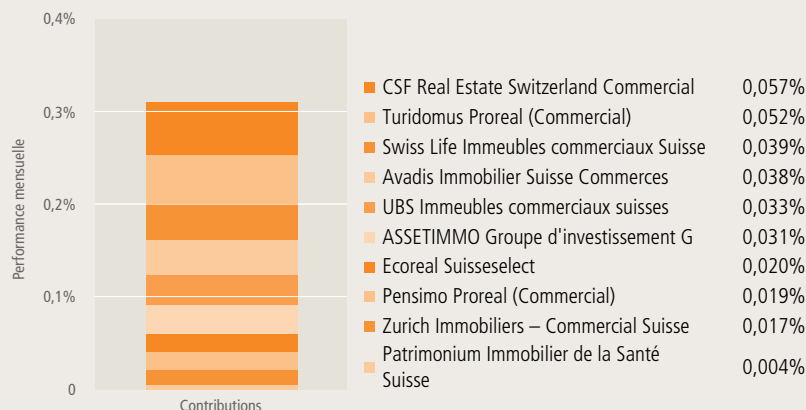 0,4%
0,3%
0,2%
0,1%
0
Performance mensuelle
Contributions
CSF Real Estate Switzerland Commercial 0,057%
Turidomus Proreal (Commercial) 0,052%
Swiss Life Immeubles commerciaux Suisse 0,039%
Avadis Immobilier Suisse Commerces 0,038%
UBS Immeubles commerciaux suisses 0,033%
ASSETIMMO Groupe d'investissement G 0,031%
Ecoreal Suisseselect 0,020%
Pensimo Proreal (Commercial) 0,019%
Zurich Immobiliers – Commercial Suisse 0,017%
Patrimonium Immobilier de la Santé
Suisse 0,004%